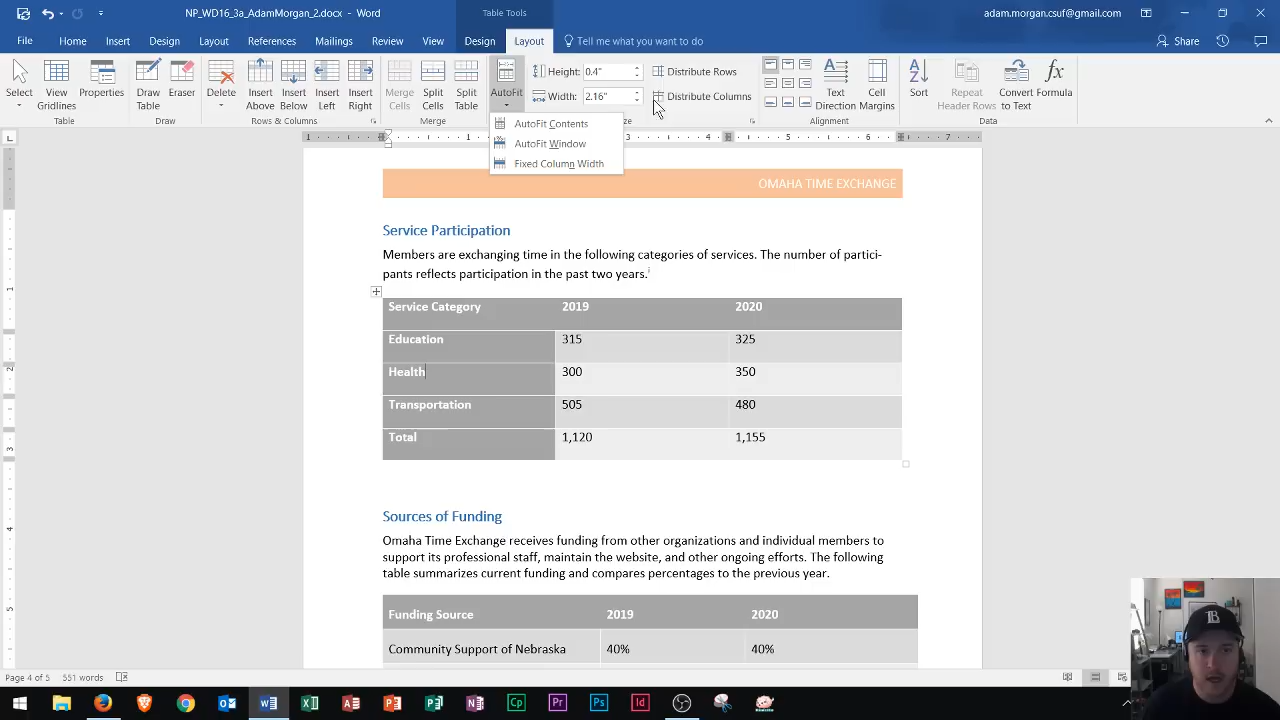 NP_WD16_3a_AdamMorgan_2.docx - Word
Table Tools
adam.morgan.csuf@gmail.com
File Home Insert Draw Design Layout References Mailings Review View Design Layout Tell me what you want to do Share
Select
View Gridlines
Properties
Draw Table
Eraser
Delete
Insert Above
Insert Below
Insert Left
Insert Right
Merge Cells
Split Cells
Split Table
AutoFit
Height: 0.4"
Width: 2.16"
Distribute Rows
Distribute Columns
Text Direction
Cell Margins
Sort
Repeat Header Rows
Convert to Text
Formula
Table Draw Rows & Columns Merge Alignment Data
AutoFit Contents
AutoFit Window
Fixed Column Width
OMAHA TIME EXCHANGE
Service Participation
Members are exchanging time in the following categories of services. The number of partici-
pants reflects participation in the past two years.i
Service Category 2019 2020
Education 315 325
Health 300 350
Transportation 505 480
Total 1,120 1,155
Sources of Funding
Omaha Time Exchange receives funding from other organizations and individual members to
support its professional staff, maintain the website, and other ongoing efforts. The following
table summarizes current funding and compares percentages to the previous year.
Funding Source 2019 2020
Community Support of Nebraska 40% 40%
Page 4 of 5 551 words